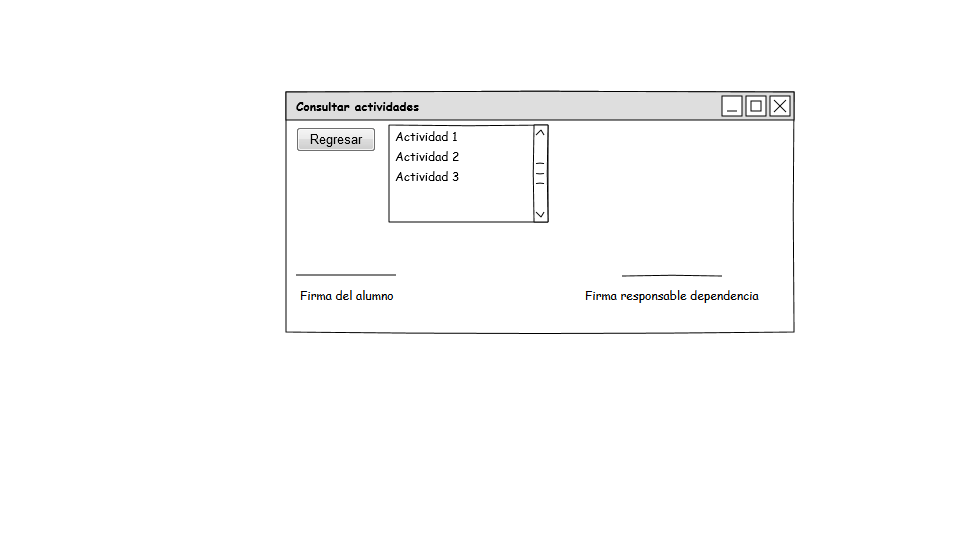 Consultar actividades
Regresar
Actividad 1
Actividad 2
Actividad 3
Firma del alumno
Firma responsable dependencia